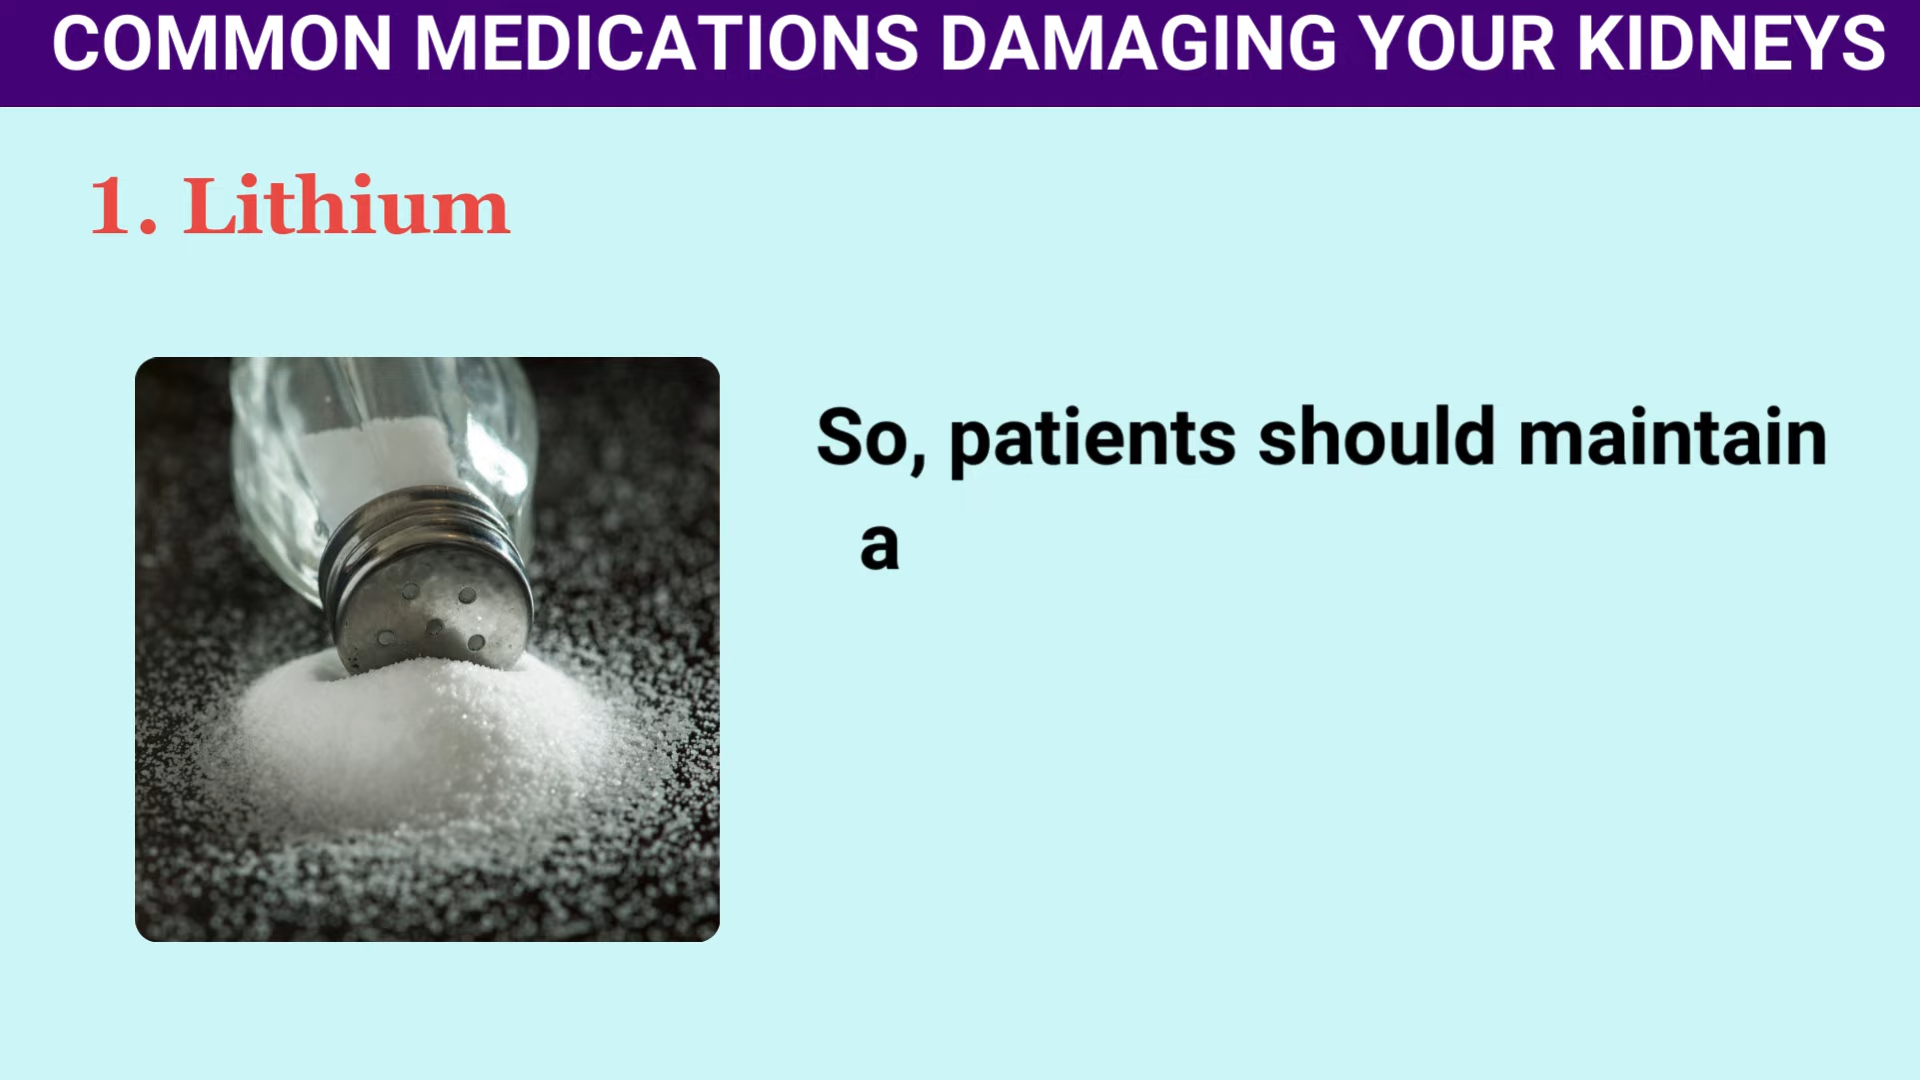 COMMON MEDICATIONS DAMAGING YOUR KIDNEYS
1. Lithium
So, patients should maintain
a